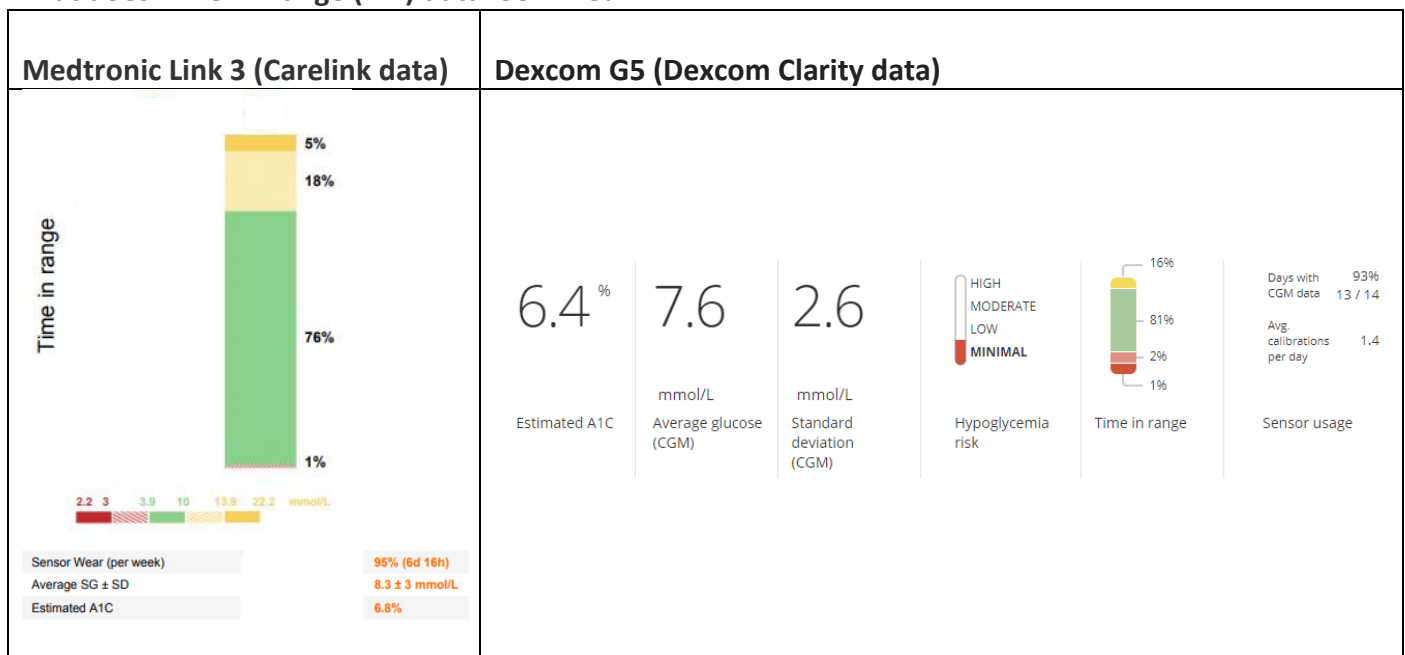 Medtronic Link 3 (Carelink data)
Dexcom G5 (Dexcom Clarity data)
Time in range
5%
18%
76%
1%
2.2 3 3.9 10 13.9 22.2 mmol/L
Sensor Wear (per week) 95% (6d 16h)
Average SG ± SD 8.3 ± 3 mmol/L
Estimated A1C 6.8%
6.4 %
Estimated A1C
7.6
mmol/L
Average glucose
(CGM)
2.6
mmol/L
Standard
deviation
(CGM)
HIGH
MODERATE
LOW
MINIMAL
Hypoglycemia
risk
16%
81%
2%
1%
Time in range
Days with 93%
CGM data 13 / 14
Avg.
calibrations 1.4
per day
Sensor usage